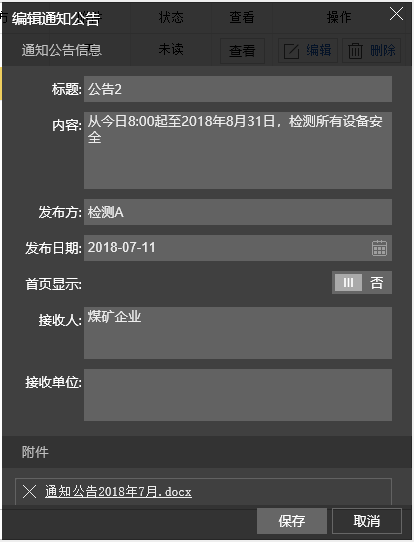 状态 查看 操作
编辑通知公告
通知公告信息
未读 查看 编辑 删除
标题: 公告2
内容: 从今日8:00起至2018年8月31日，检测所有设备安
全
发布方: 检测A
发布日期: 2018-07-11
首页显示: 否
接收人: 煤矿企业
接收单位:
附件
通知公告2018年7月.docx
保存 取消